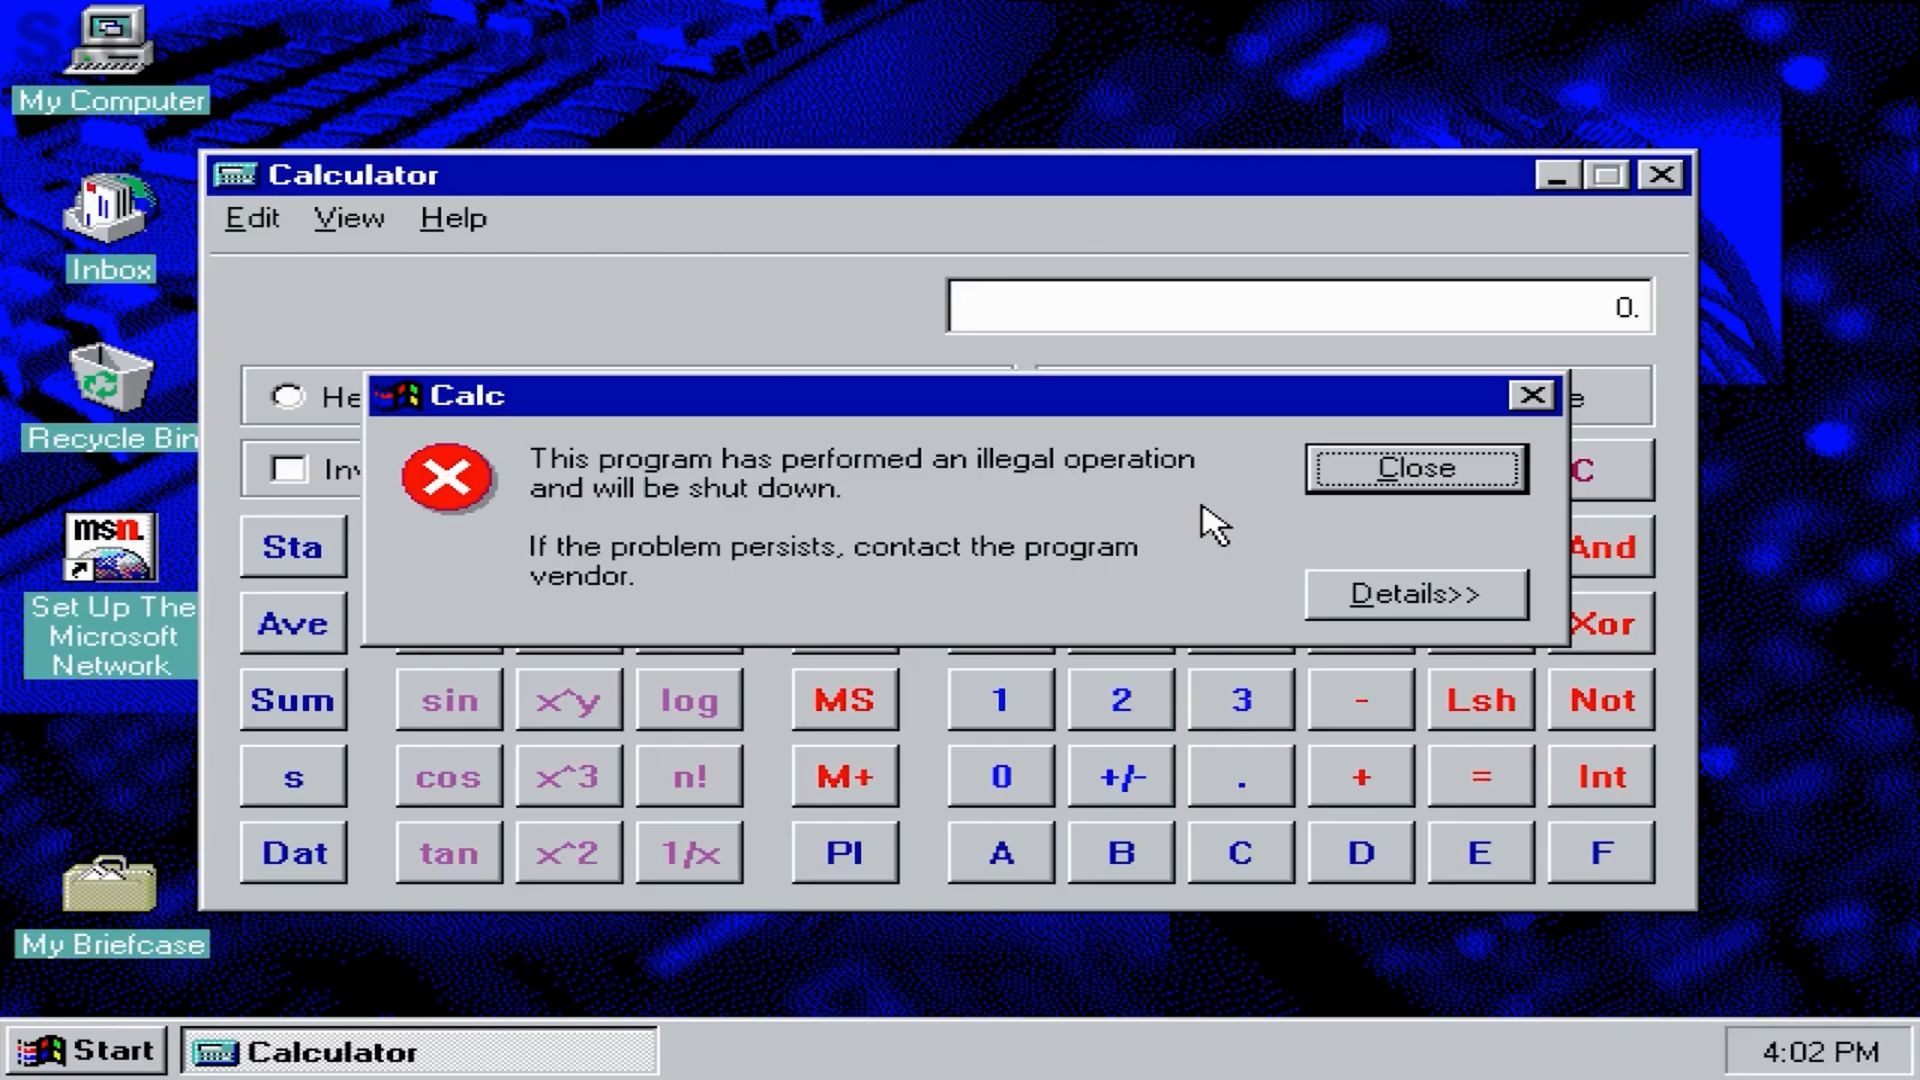 My Computer
Inbox
Recycle Bin
msn.
Set Up The
Microsoft
Network
My Briefcase
Calculator
Edit View Help
0.
He
Inv
C
Calc
This program has performed an illegal operation
and will be shut down.
If the problem persists, contact the program
vendor.
Close
Details>>
Sta And
Ave Xor
Sum sin x^y log MS 1 2 3 - Lsh Not
s cos x^3 n! M+ 0 +/- . + = Int
Dat tan x^2 1/x PI A B C D E F
Start Calculator 4:02 PM